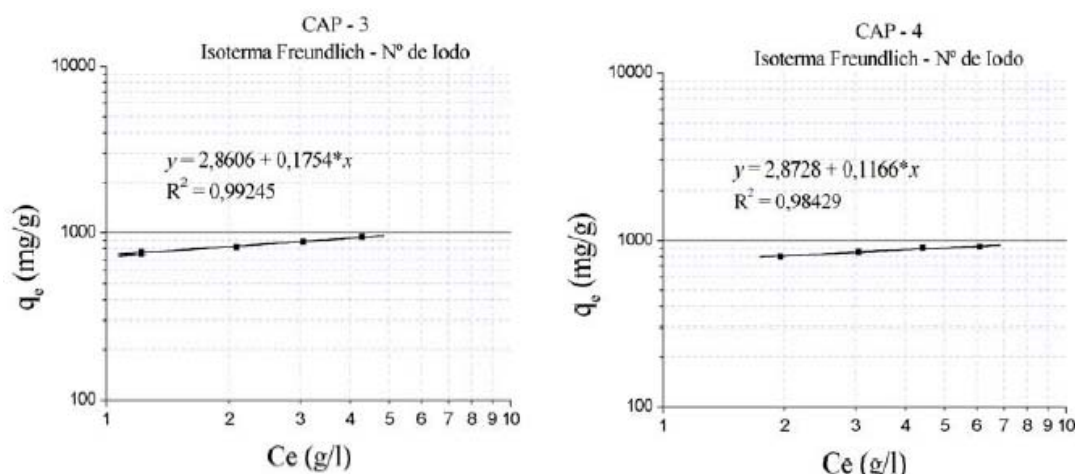 CAP - 3
Isoterma Freundlich - Nº de Iodo
10000
y = 2,8606 + 0,1754*x
R² = 0,99245
1000
qe (mg/g)
100
1 2 3 4 5 6 7 8 9 10
Ce (g/l)
CAP - 4
Isoterma Freundlich - Nº de Iodo
10000
y = 2,8728 + 0,1166*x
R² = 0,98429
1000
qe (mg/g)
100
1 2 3 4 5 6 7 8 9 10
Ce (g/l)